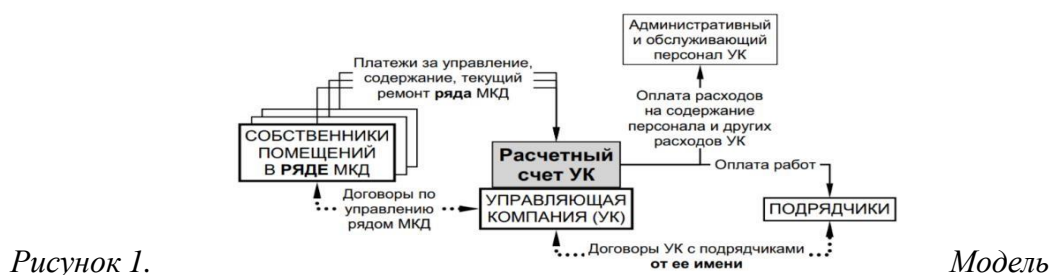 Административный
и обслуживающий
персонал УК
Платежи за управление,
содержание, текущий
ремонт ряда МКД
Оплата расходов
на содержание
персонала и других
расходов УК
СОБСТВЕННИКИ
ПОМЕЩЕНИЙ
В РЯДЕ МКД
Расчетный
счет УК
Оплата работ
Договоры по
управлению
рядом МКД
УПРАВЛЯЮЩАЯ
КОМПАНИЯ (УК)
ПОДРЯДЧИКИ
Договоры УК с подрядчиками
от ее имени
Рисунок 1. Модель